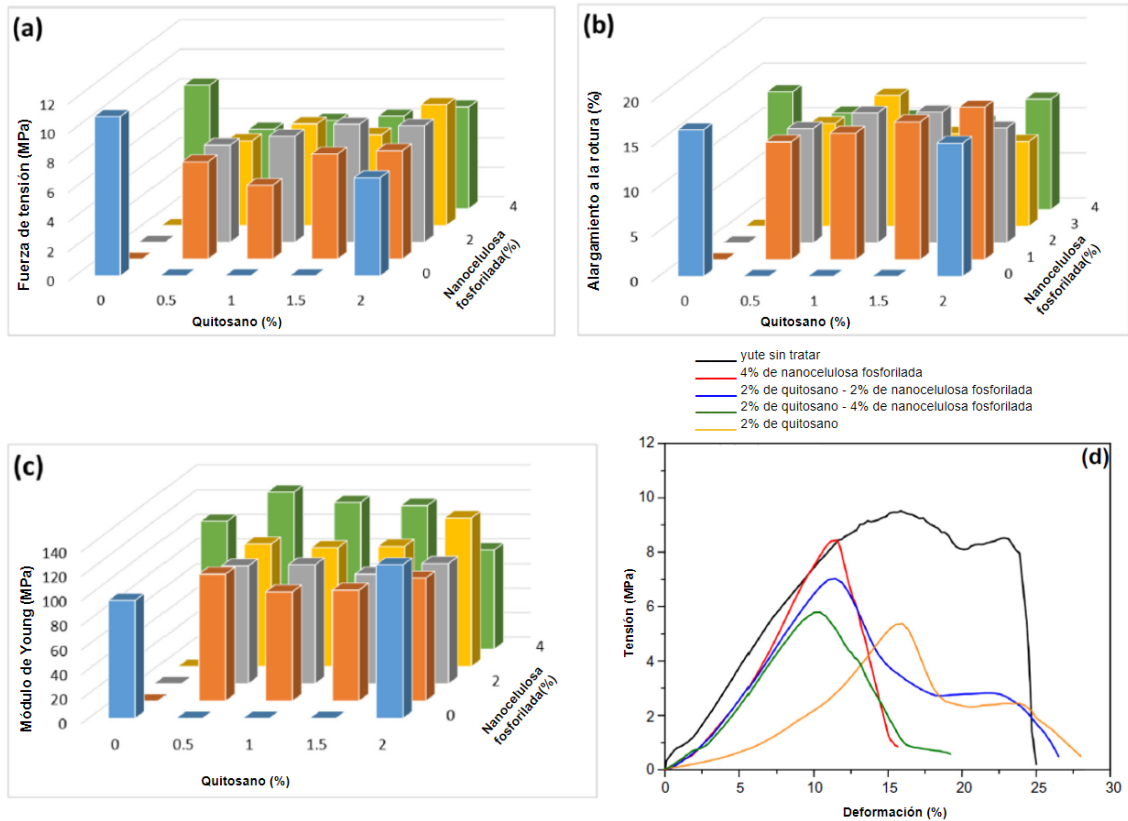 (a)
Fuerza de tensión (MPa)
12
10
8
6
4
2
0
0
0.5
1
1.5
2
Quitosano (%)
4
2
0
Nanocelulosa
fosforilada(%)
(b)
Alargamiento a la rotura (%)
20
15
10
5
0
0
0.5
1
1.5
2
Quitosano (%)
4
3
2
1
0
Nanocelulosa
fosforilada(%)
yute sin tratar
4% de nanocelulosa fosforilada
2% de quitosano - 2% de nanocelulosa fosforilada
2% de quitosano - 4% de nanocelulosa fosforilada
2% de quitosano
(c)
Módulo de Young (MPa)
140
120
100
80
60
40
20
0
0
0.5
1
1.5
2
Quitosano (%)
4
2
0
Nanocelulosa
fosforilada(%)
(d)
Tensión (MPa)
12
10
8
6
4
2
0
0
5
10
15
20
25
30
Deformación (%)